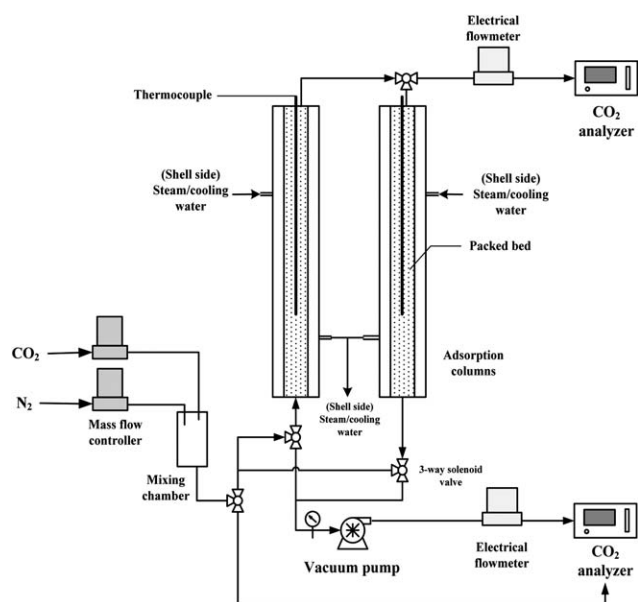 Electrical
flowmeter
CO₂
analyzer
Thermocouple
(Shell side)
Steam/cooling
water
(Shell side)
Steam/cooling
water
Packed bed
CO₂
N₂
Mass flow
controller
Mixing
chamber
(Shell side)
Steam/cooling
water
Adsorption
columns
3-way solenoid
valve
Vacuum pump
Electrical
flowmeter
CO₂
analyzer